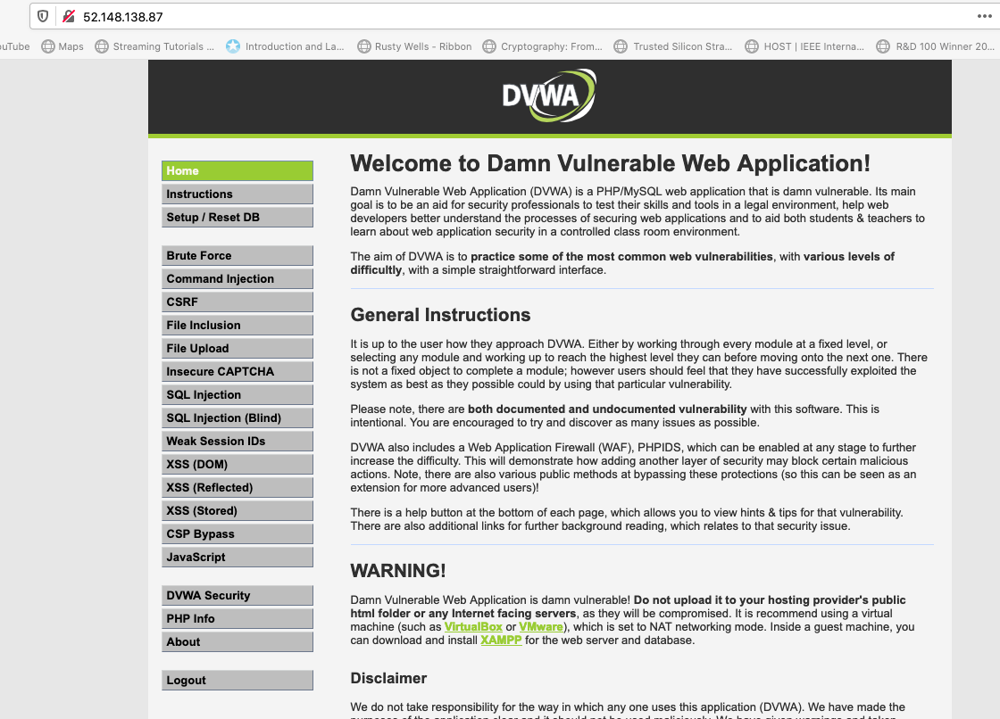 52.148.138.87
ouTube Maps Streaming Tutorials ... Introduction and La... Rusty Wells - Ribbon Cryptography: From... Trusted Silicon Stra... HOST | IEEE Interna... R&D 100 Winner 20...
DVWA
Home
Instructions
Setup / Reset DB
Brute Force
Command Injection
CSRF
File Inclusion
File Upload
Insecure CAPTCHA
SQL Injection
SQL Injection (Blind)
Weak Session IDs
XSS (DOM)
XSS (Reflected)
XSS (Stored)
CSP Bypass
JavaScript
DVWA Security
PHP Info
About
Logout
Welcome to Damn Vulnerable Web Application!
Damn Vulnerable Web Application (DVWA) is a PHP/MySQL web application that is damn vulnerable. Its main
goal is to be an aid for security professionals to test their skills and tools in a legal environment, help web
developers better understand the processes of securing web applications and to aid both students & teachers to
learn about web application security in a controlled class room environment.
The aim of DVWA is to practice some of the most common web vulnerabilities, with various levels of
difficultly, with a simple straightforward interface.
General Instructions
It is up to the user how they approach DVWA. Either by working through every module at a fixed level, or
selecting any module and working up to reach the highest level they can before moving onto the next one. There
is not a fixed object to complete a module; however users should feel that they have successfully exploited the
system as best as they possible could by using that particular vulnerability.
Please note, there are both documented and undocumented vulnerability with this software. This is
intentional. You are encouraged to try and discover as many issues as possible.
DVWA also includes a Web Application Firewall (WAF), PHPIDS, which can be enabled at any stage to further
increase the difficulty. This will demonstrate how adding another layer of security may block certain malicious
actions. Note, there are also various public methods at bypassing these protections (so this can be seen as an
extension for more advanced users)!
There is a help button at the bottom of each page, which allows you to view hints & tips for that vulnerability.
There are also additional links for further background reading, which relates to that security issue.
WARNING!
Damn Vulnerable Web Application is damn vulnerable! Do not upload it to your hosting provider's public
html folder or any Internet facing servers, as they will be compromised. It is recommend using a virtual
machine (such as VirtualBox or VMware), which is set to NAT networking mode. Inside a guest machine, you
can download and install XAMPP for the web server and database.
Disclaimer
We do not take responsibility for the way in which any one uses this application (DVWA). We have made the
purposes of the application clear and it should not be used maliciously. We have given warnings and taken